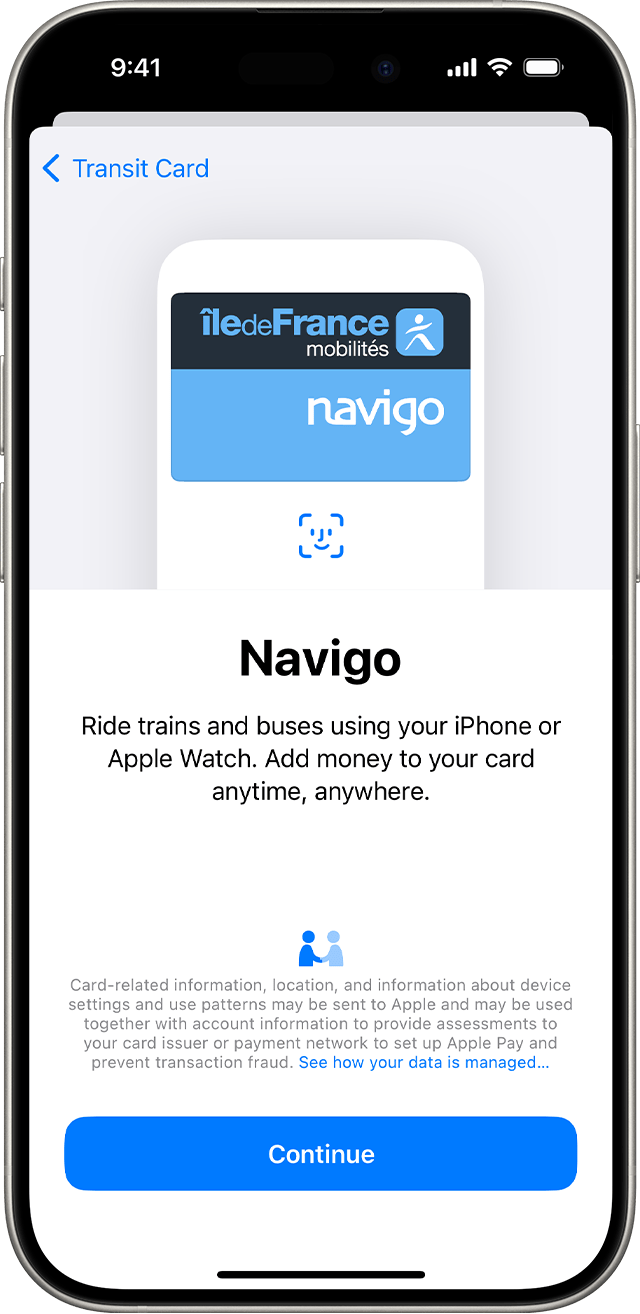 9:41
Transit Card
îledeFrance
mobilités
navigo
Navigo
Ride trains and buses using your iPhone or
Apple Watch. Add money to your card
anytime, anywhere.
Card-related information, location, and information about device
settings and use patterns may be sent to Apple and may be used
together with account information to provide assessments to
your card issuer or payment network to set up Apple Pay and
prevent transaction fraud. See how your data is managed...
Continue